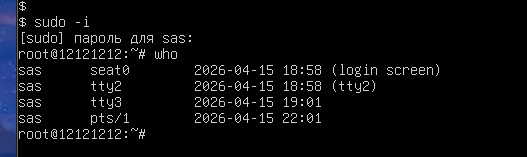 $
$ sudo -i
[sudo] пароль для sas:
root@12121212:~# who
sas      seat0        2026-04-15 18:58 (login screen)
sas      tty2         2026-04-15 18:58 (tty2)
sas      tty3         2026-04-15 19:01
sas      pts/1        2026-04-15 22:01
root@12121212:~#